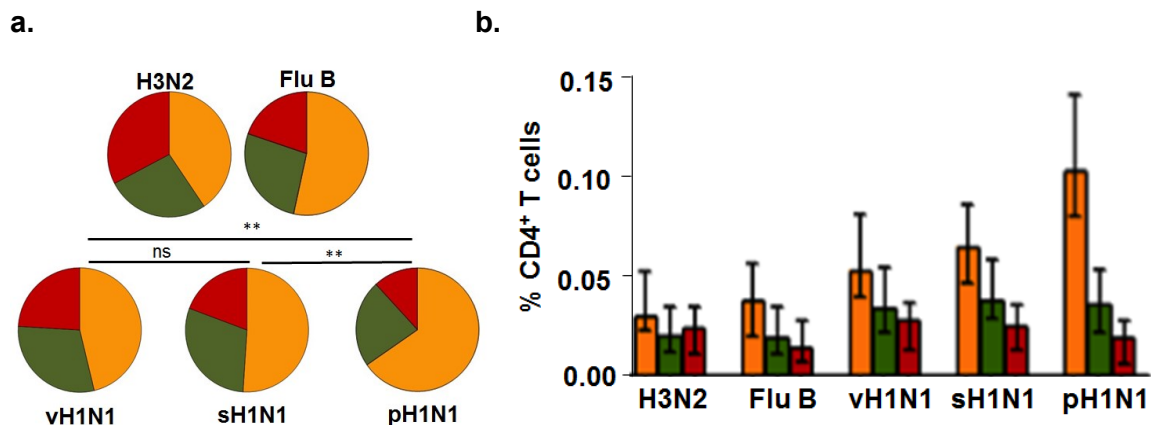 a.
H3N2
Flu B
**
ns
**
vH1N1
sH1N1
pH1N1
b.
% CD4⁺ T cells
0.15
0.10
0.05
0.00
H3N2
Flu B
vH1N1
sH1N1
pH1N1